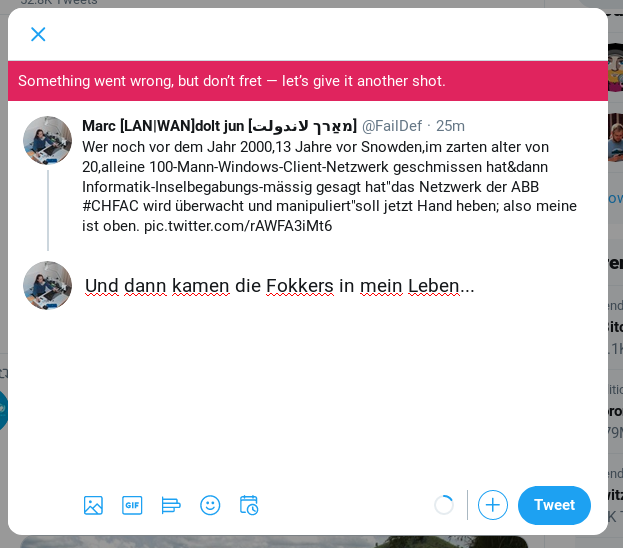 52.8K Tweets
Something went wrong, but don’t fret — let’s give it another shot.
Marc [LAN|WAN]dolt jun [מאַרך لاندولت] @FailDef · 25m
Wer noch vor dem Jahr 2000,13 Jahre vor Snowden,im zarten alter von
20,alleine 100-Mann-Windows-Client-Netzwerk geschmissen hat&dann
Informatik-Inselbegabungs-mässig gesagt hat"das Netzwerk der ABB
#CHFAC wird überwacht und manipuliert"soll jetzt Hand heben; also meine
ist oben. pic.twitter.com/rAWFA3iMt6
Und dann kamen die Fokkers in mein Leben...
GIF
Tweet